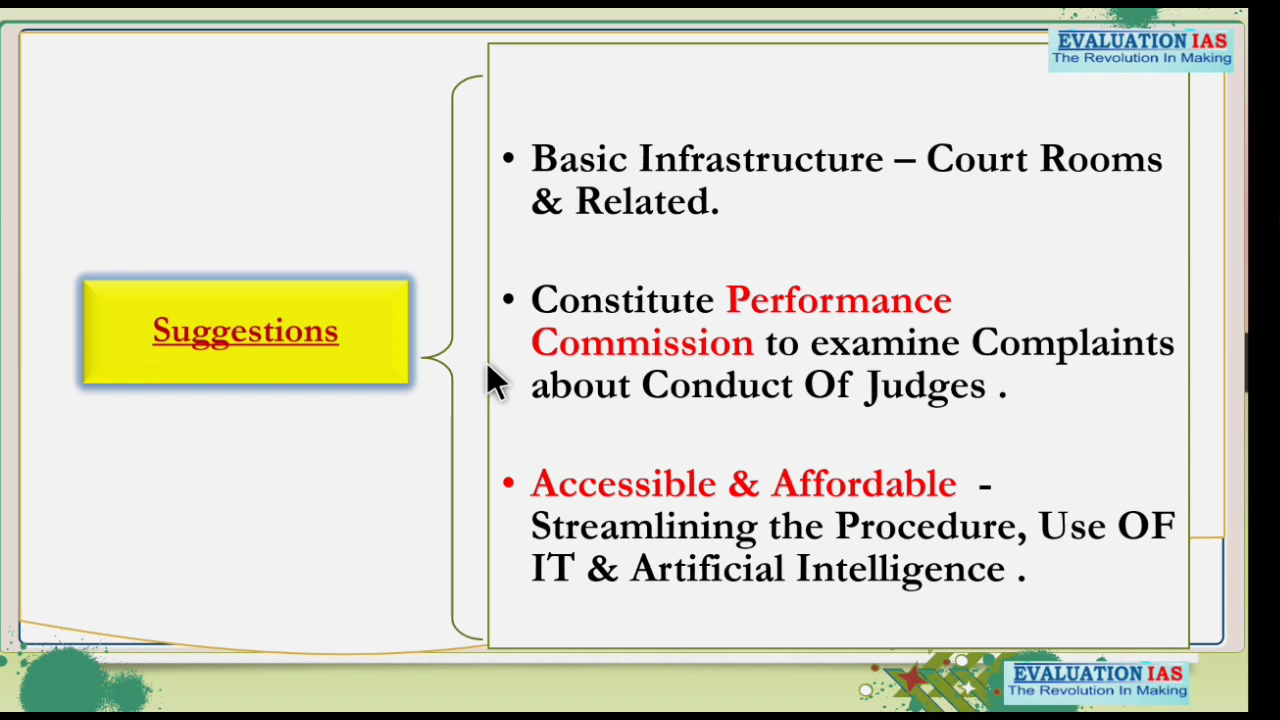 EVALUATION IAS
The Revolution In Making
• Basic Infrastructure – Court Rooms
& Related.
Suggestions
• Constitute Performance
Commission to examine Complaints
about Conduct Of Judges .
• Accessible & Affordable -
Streamlining the Procedure, Use OF
IT & Artificial Intelligence .
EVALUATION IAS
The Revolution In Making